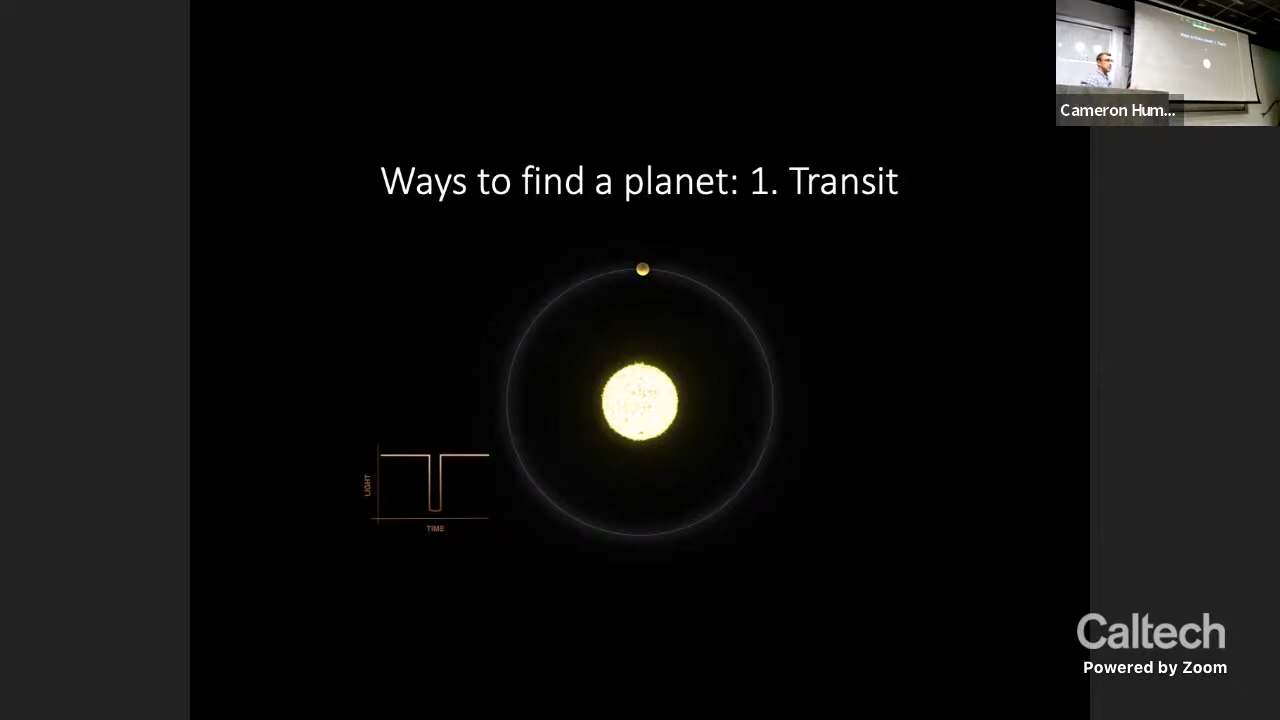 Cameron Hum...
Ways to find a planet: 1. Transit
LIGHT
TIME
Caltech
Powered by Zoom